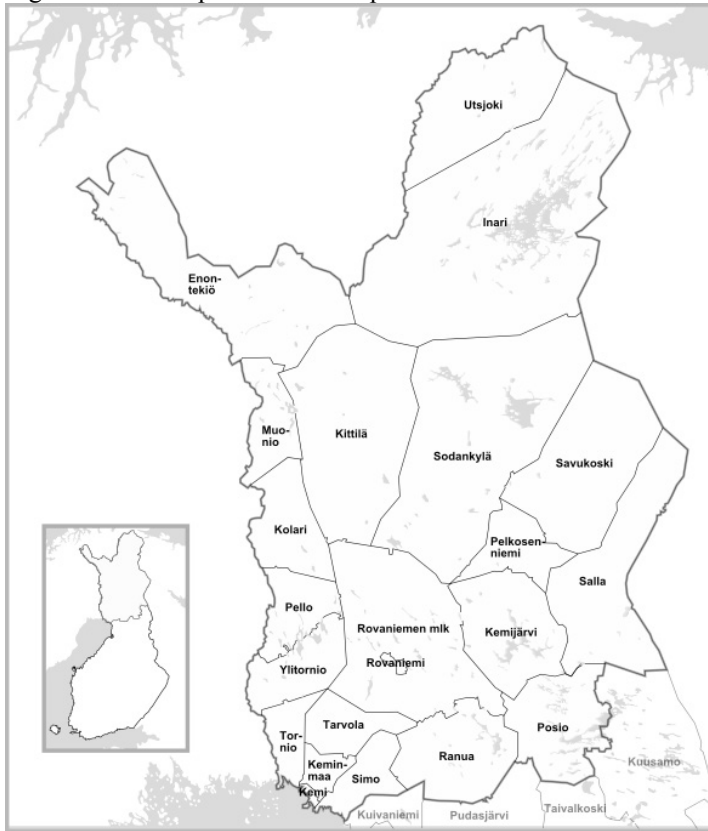 Utsjoki
Inari
Enon-
tekiö
Muo-
nio
Kittilä
Sodankylä
Savukoski
Kolari
Pelkosen-
niemi
Salla
Pello
Rovaniemen mlk
Kemijärvi
Ylitornio
Rovaniemi
Tarvola
Tor-
nio
Posio
Kemin-
maa
Simo
Ranua
Kuusamo
Kemi
Kuivaniemi
Pudasjärvi
Taivalkoski